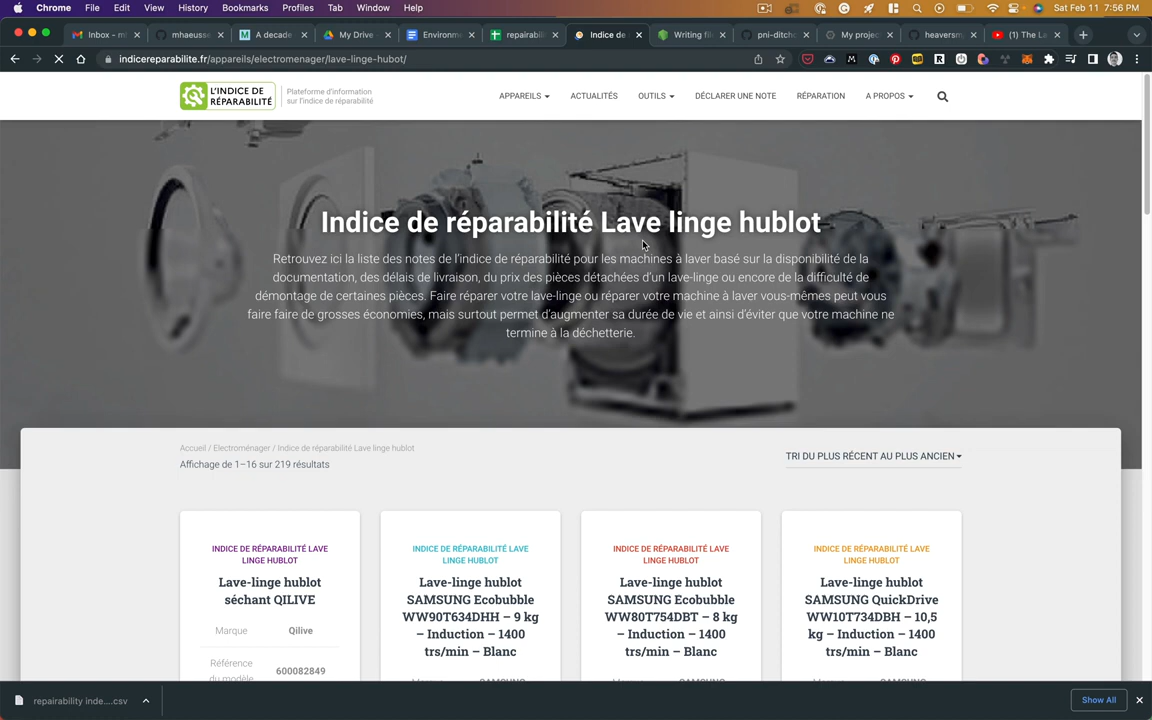 Chrome File Edit View History Bookmarks Profiles Tab Window Help Sat Feb 11 7:56 PM
Inbox - m mhaeusse A decade My Drive - Environm repairabili Indice de Writing fil pni-ditcho My projec heaversm (1) The La
indicereparabilite.fr/appareils/electromenager/lave-linge-hubot/
L'INDICE DE
RÉPARABILITÉ
Plateforme d'information
sur l'indice de réparabilité
APPAREILS ACTUALITÉS OUTILS DÉCLARER UNE NOTE RÉPARATION A PROPOS
Indice de réparabilité Lave linge hublot
Retrouvez ici la liste des notes de l'indice de réparabilité pour les machines à laver basé sur la disponibilité de la
documentation, des délais de livraison, du prix des pièces détachées d'un lave-linge ou encore de la difficulté de
démontage de certaines pièces. Faire réparer votre lave-linge ou réparer votre machine à laver vous-mêmes peut vous
faire faire de grosses économies, mais surtout permet d'augmenter sa durée de vie et ainsi d'éviter que votre machine ne
termine à la déchetterie.
Accueil / Electroménager / Indice de réparabilité Lave linge hublot
Affichage de 1–16 sur 219 résultats
TRI DU PLUS RÉCENT AU PLUS ANCIEN
INDICE DE RÉPARABILITÉ LAVE
LINGE HUBLOT
Lave-linge hublot
séchant QILIVE
Marque Qilive
Référence
du modèle
600082849
INDICE DE RÉPARABILITÉ LAVE
LINGE HUBLOT
Lave-linge hublot
SAMSUNG Ecobubble
WW90T634DHH – 9 kg
– Induction – 1400
trs/min – Blanc
Marque SAMSUNG
INDICE DE RÉPARABILITÉ LAVE
LINGE HUBLOT
Lave-linge hublot
SAMSUNG Ecobubble
WW80T754DBT – 8 kg
– Induction – 1400
trs/min – Blanc
Marque SAMSUNG
INDICE DE RÉPARABILITÉ LAVE
LINGE HUBLOT
Lave-linge hublot
SAMSUNG QuickDrive
WW10T734DBH – 10,5
kg – Induction – 1400
trs/min – Blanc
Marque SAMSUNG
repairability inde....csv
Show All